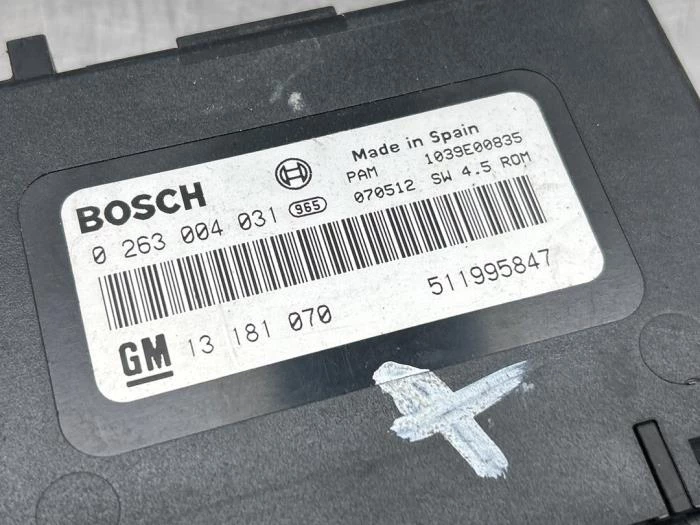 BOSCH
Made in Spain
PAM 1039E00835
0 263 004 031 965
070512 SW 4.5 ROM
GM 13 181 070
511995847